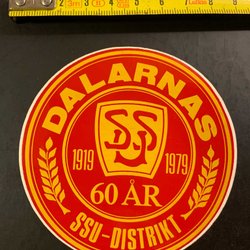 DALARNAS
SSU
1919 1979
60 ÅR
SSU-DISTRIKT